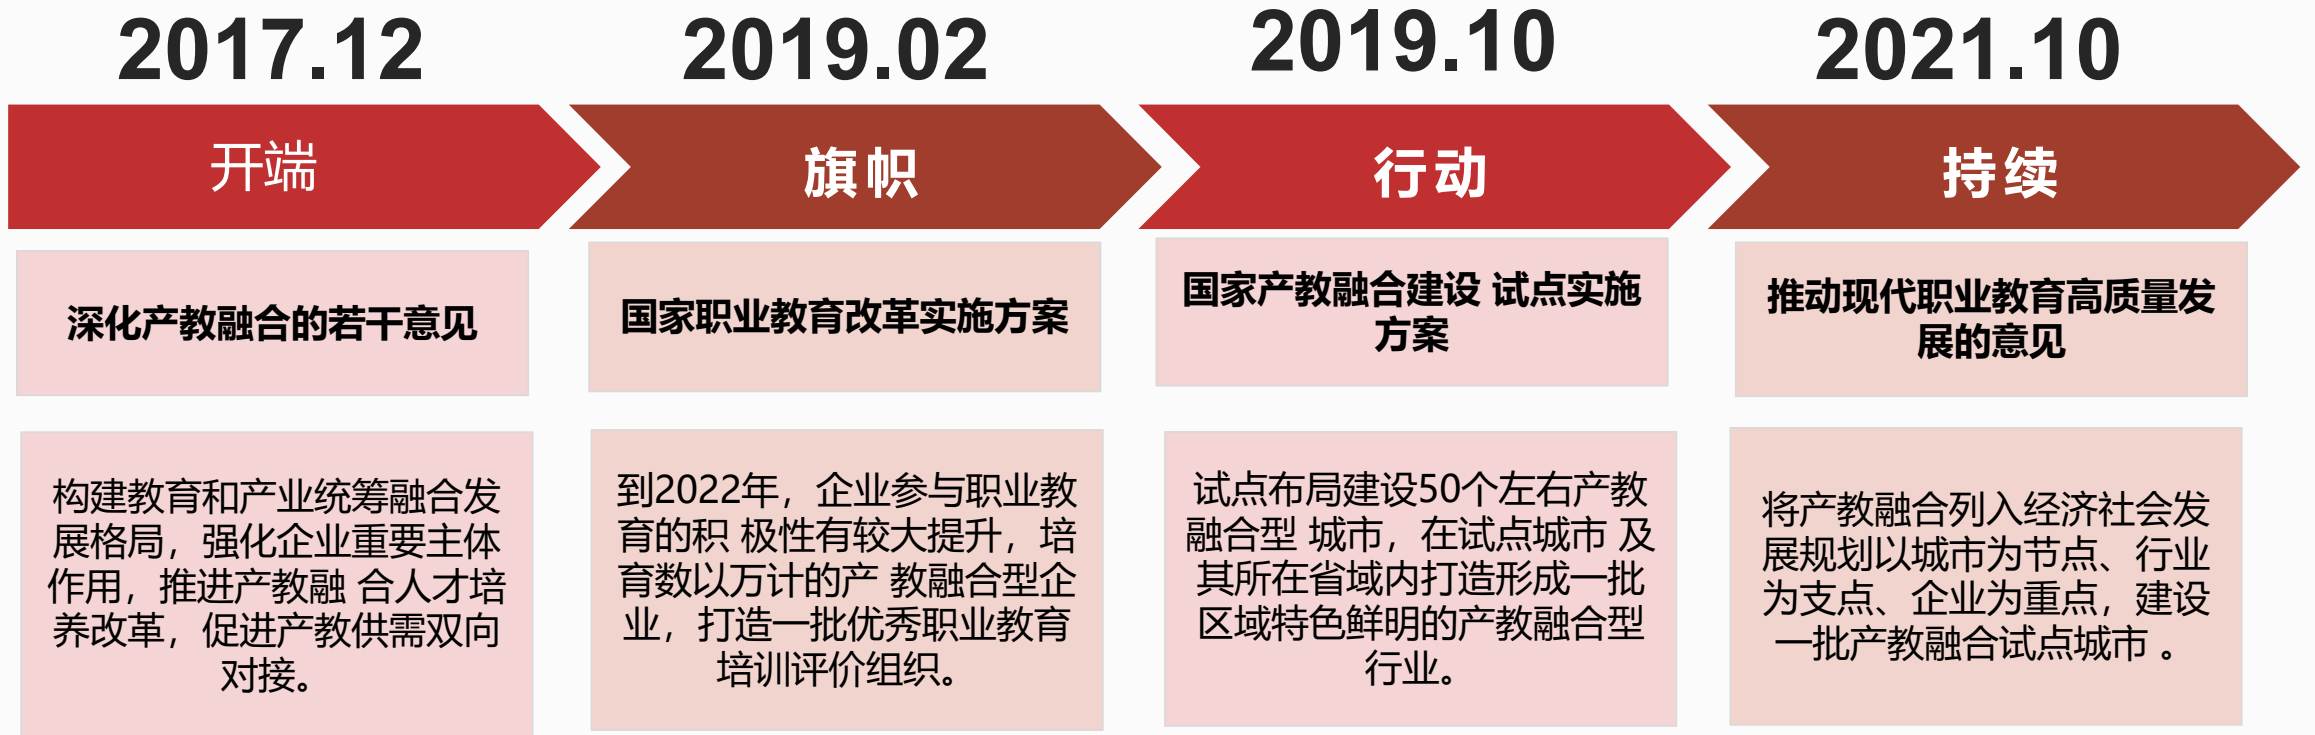 2017.12
2019.02
2019.10
2021.10
开端
旗帜
行动
持续
深化产教融合的若干意见
国家职业教育改革实施方案
国家产教融合建设 试点实施
方案
推动现代职业教育高质量发
展的意见
构建教育和产业统筹融合发
展格局，强化企业重要主体
作用，推进产教融 合人才培
养改革，促进产教供需双向
对接。
到2022年，企业参与职业教
育的积 极性有较大提升，培
育数以万计的产 教融合型企
业，打造一批优秀职业教育
培训评价组织。
试点布局建设50个左右产教
融合型 城市，在试点城市 及
其所在省域内打造形成一批
区域特色鲜明的产教融合型
行业。
将产教融合列入经济社会发
展规划以城市为节点、行业
为支点、企业为重点，建设
一批产教融合试点城市 。